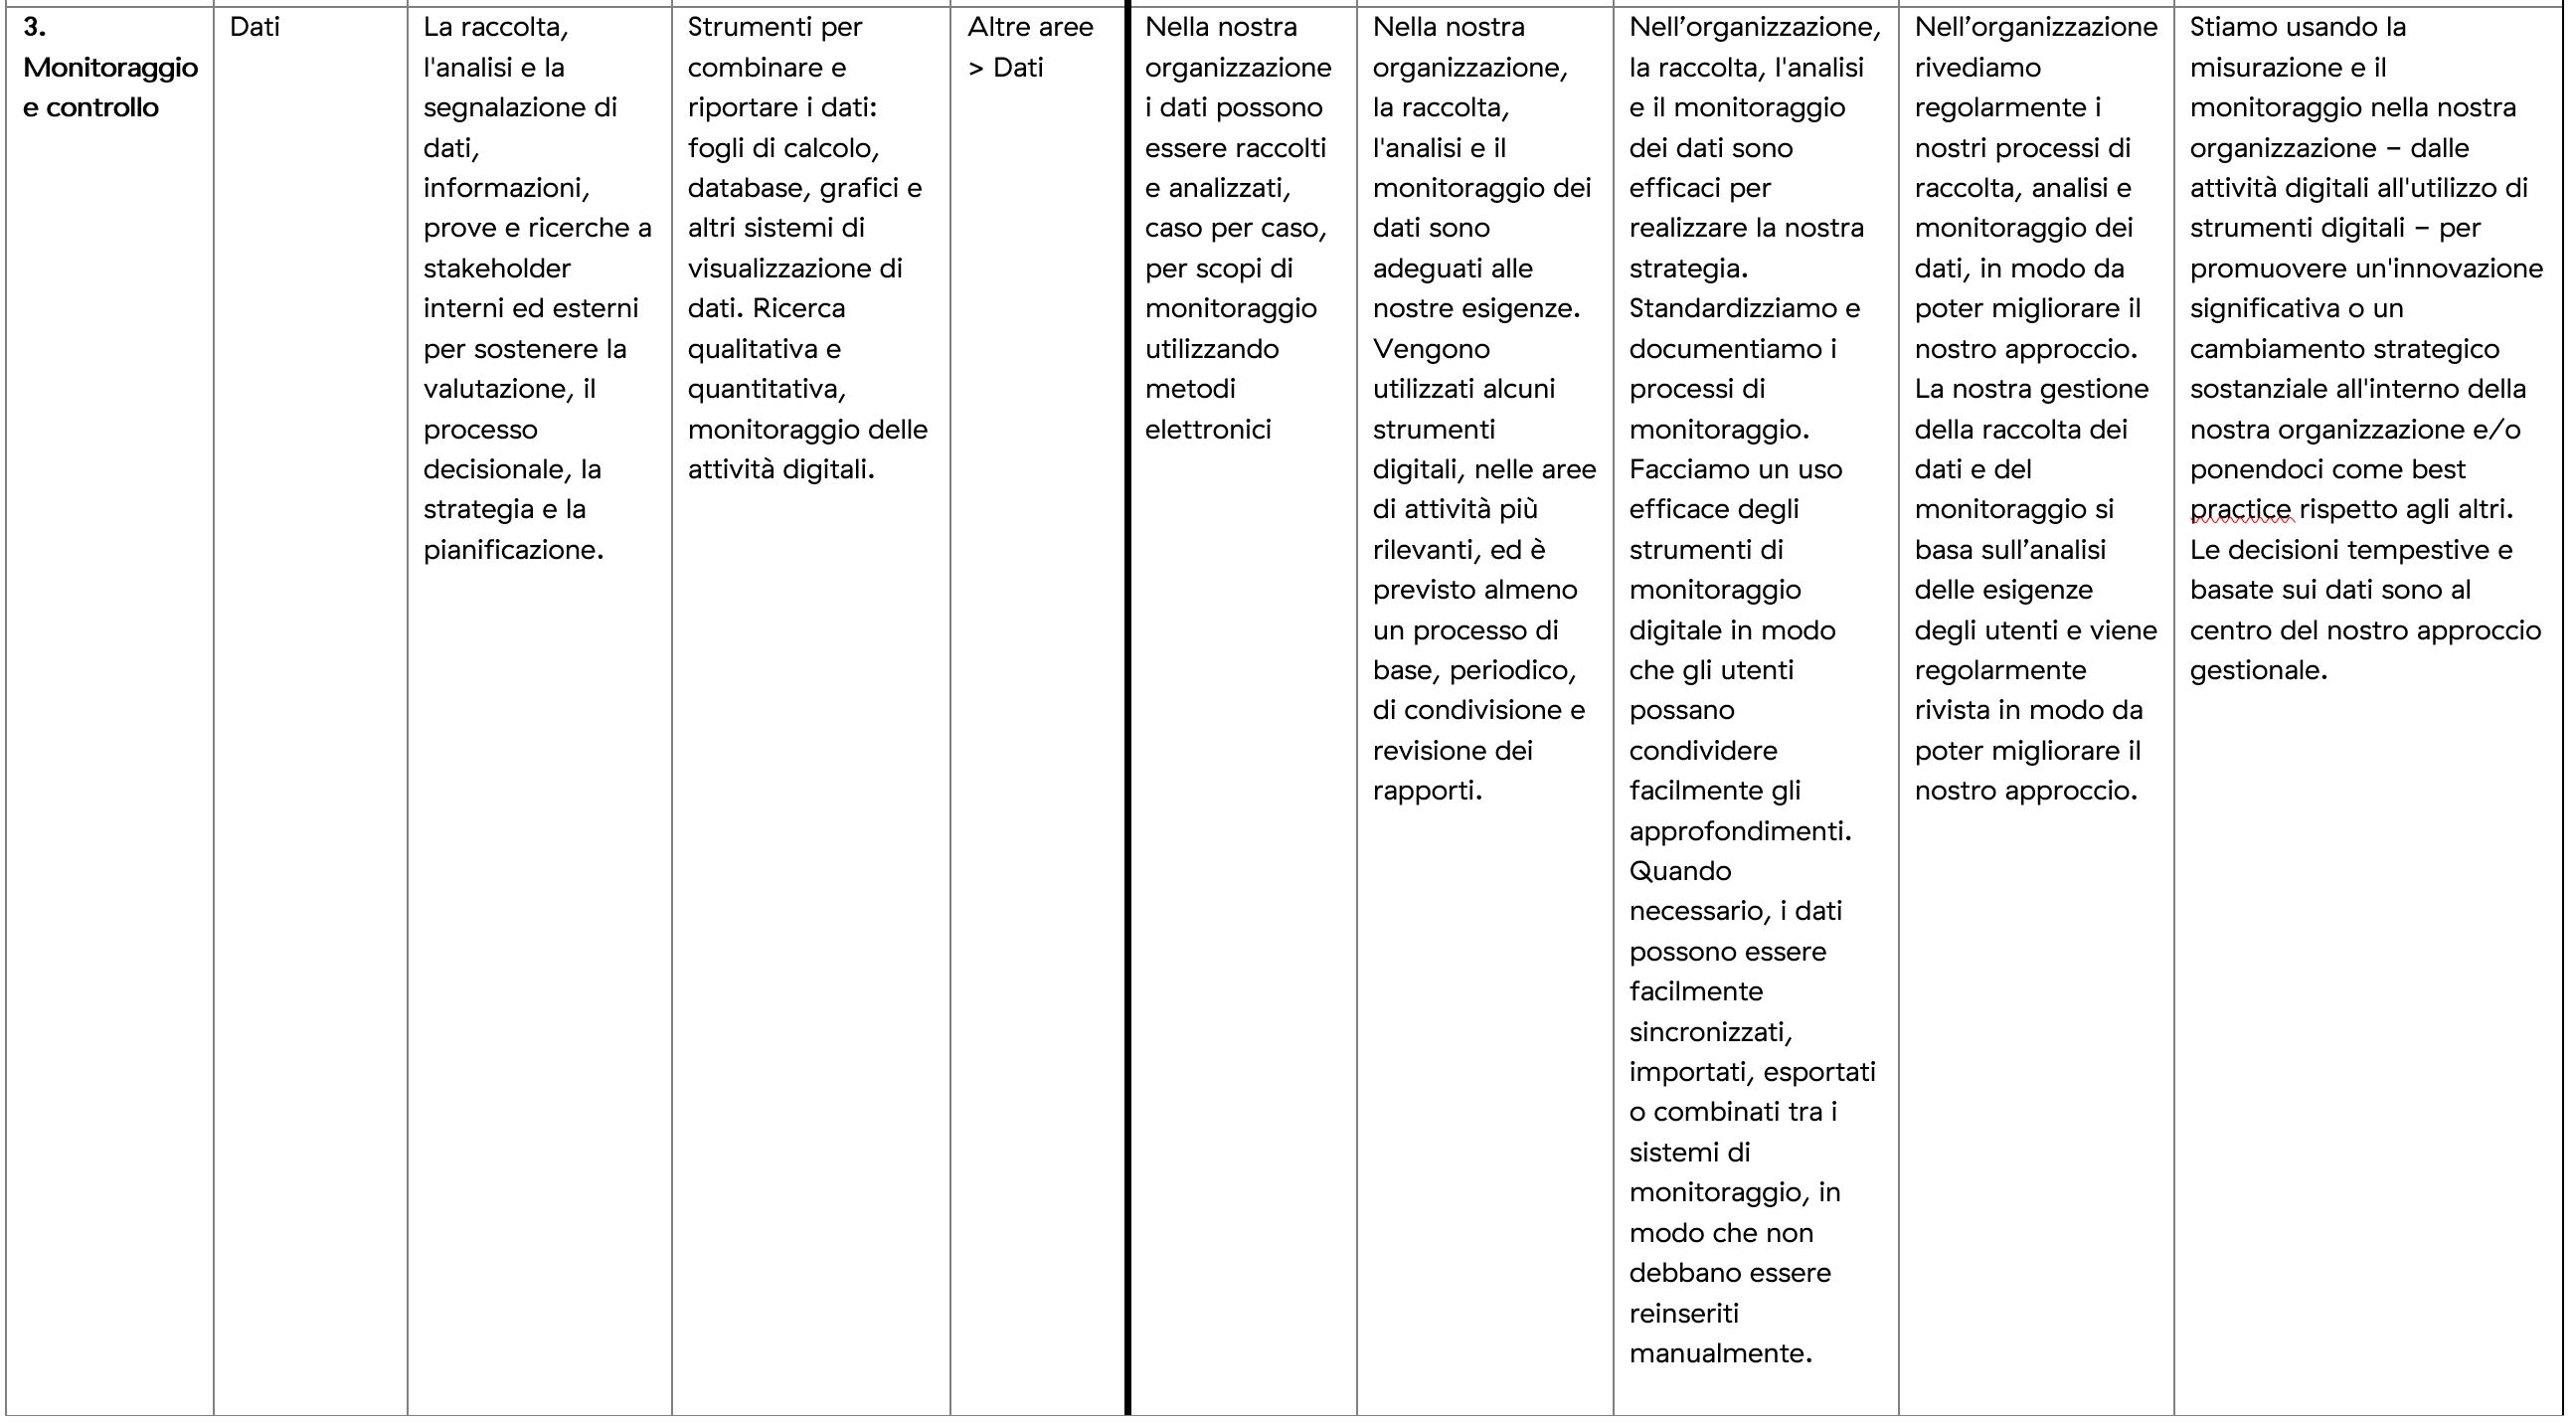 3.
Monitoraggio
e controllo
Dati
La raccolta,
l'analisi e la
segnalazione di
dati,
informazioni,
prove e ricerche a
stakeholder
interni ed esterni
per sostenere la
valutazione, il
processo
decisionale, la
strategia e la
pianificazione.
Strumenti per
combinare e
riportare i dati:
fogli di calcolo,
database, grafici e
altri sistemi di
visualizzazione di
dati. Ricerca
qualitativa e
quantitativa,
monitoraggio delle
attività digitali.
Altre aree
> Dati
Nella nostra
organizzazione
i dati possono
essere raccolti
e analizzati,
caso per caso,
per scopi di
monitoraggio
utilizzando
metodi
elettronici
Nella nostra
organizzazione,
la raccolta,
l'analisi e il
monitoraggio dei
dati sono
adeguati alle
nostre esigenze.
Vengono
utilizzati alcuni
strumenti
digitali, nelle aree
di attività più
rilevanti, ed è
previsto almeno
un processo di
base, periodico,
di condivisione e
revisione dei
rapporti.
Nell’organizzazione,
la raccolta, l'analisi
e il monitoraggio
dei dati sono
efficaci per
realizzare la nostra
strategia.
Standardizziamo e
documentiamo i
processi di
monitoraggio.
Facciamo un uso
efficace degli
strumenti di
monitoraggio
digitale in modo
che gli utenti
possano
condividere
facilmente gli
approfondimenti.
Quando
necessario, i dati
possono essere
facilmente
sincronizzati,
importati, esportati
o combinati tra i
sistemi di
monitoraggio, in
modo che non
debbano essere
reinseriti
manualmente.
Nell’organizzazione
rivediamo
regolarmente i
nostri processi di
raccolta, analisi e
monitoraggio dei
dati, in modo da
poter migliorare il
nostro approccio.
La nostra gestione
della raccolta dei
dati e del
monitoraggio si
basa sull’analisi
delle esigenze
degli utenti e viene
regolarmente
rivista in modo da
poter migliorare il
nostro approccio.
Stiamo usando la
misurazione e il
monitoraggio nella nostra
organizzazione – dalle
attività digitali all'utilizzo di
strumenti digitali – per
promuovere un'innovazione
significativa o un
cambiamento strategico
sostanziale all'interno della
nostra organizzazione e/o
ponendoci come best
practice rispetto agli altri.
Le decisioni tempestive e
basate sui dati sono al
centro del nostro approccio
gestionale.